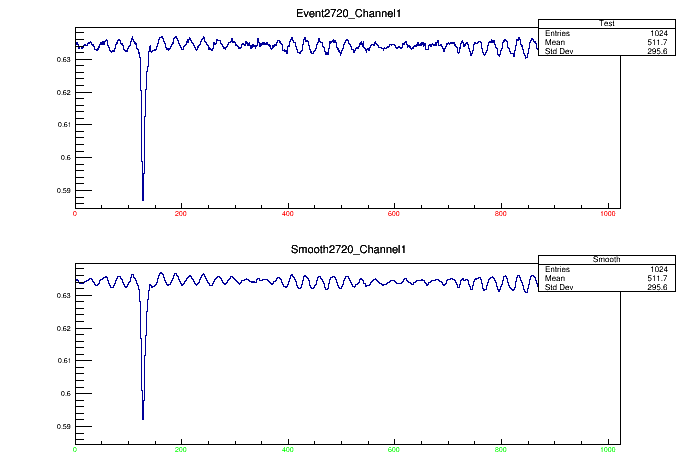 Event2720_Channel1
Test
Entries 1024
Mean 511.7
Std Dev 295.6
0.63
0.62
0.61
0.6
0.59
0 200 400 600 800 1000
Smooth2720_Channel1
Smooth
Entries 1024
Mean 511.7
Std Dev 295.6
0.63
0.62
0.61
0.6
0.59
0 200 400 600 800 1000